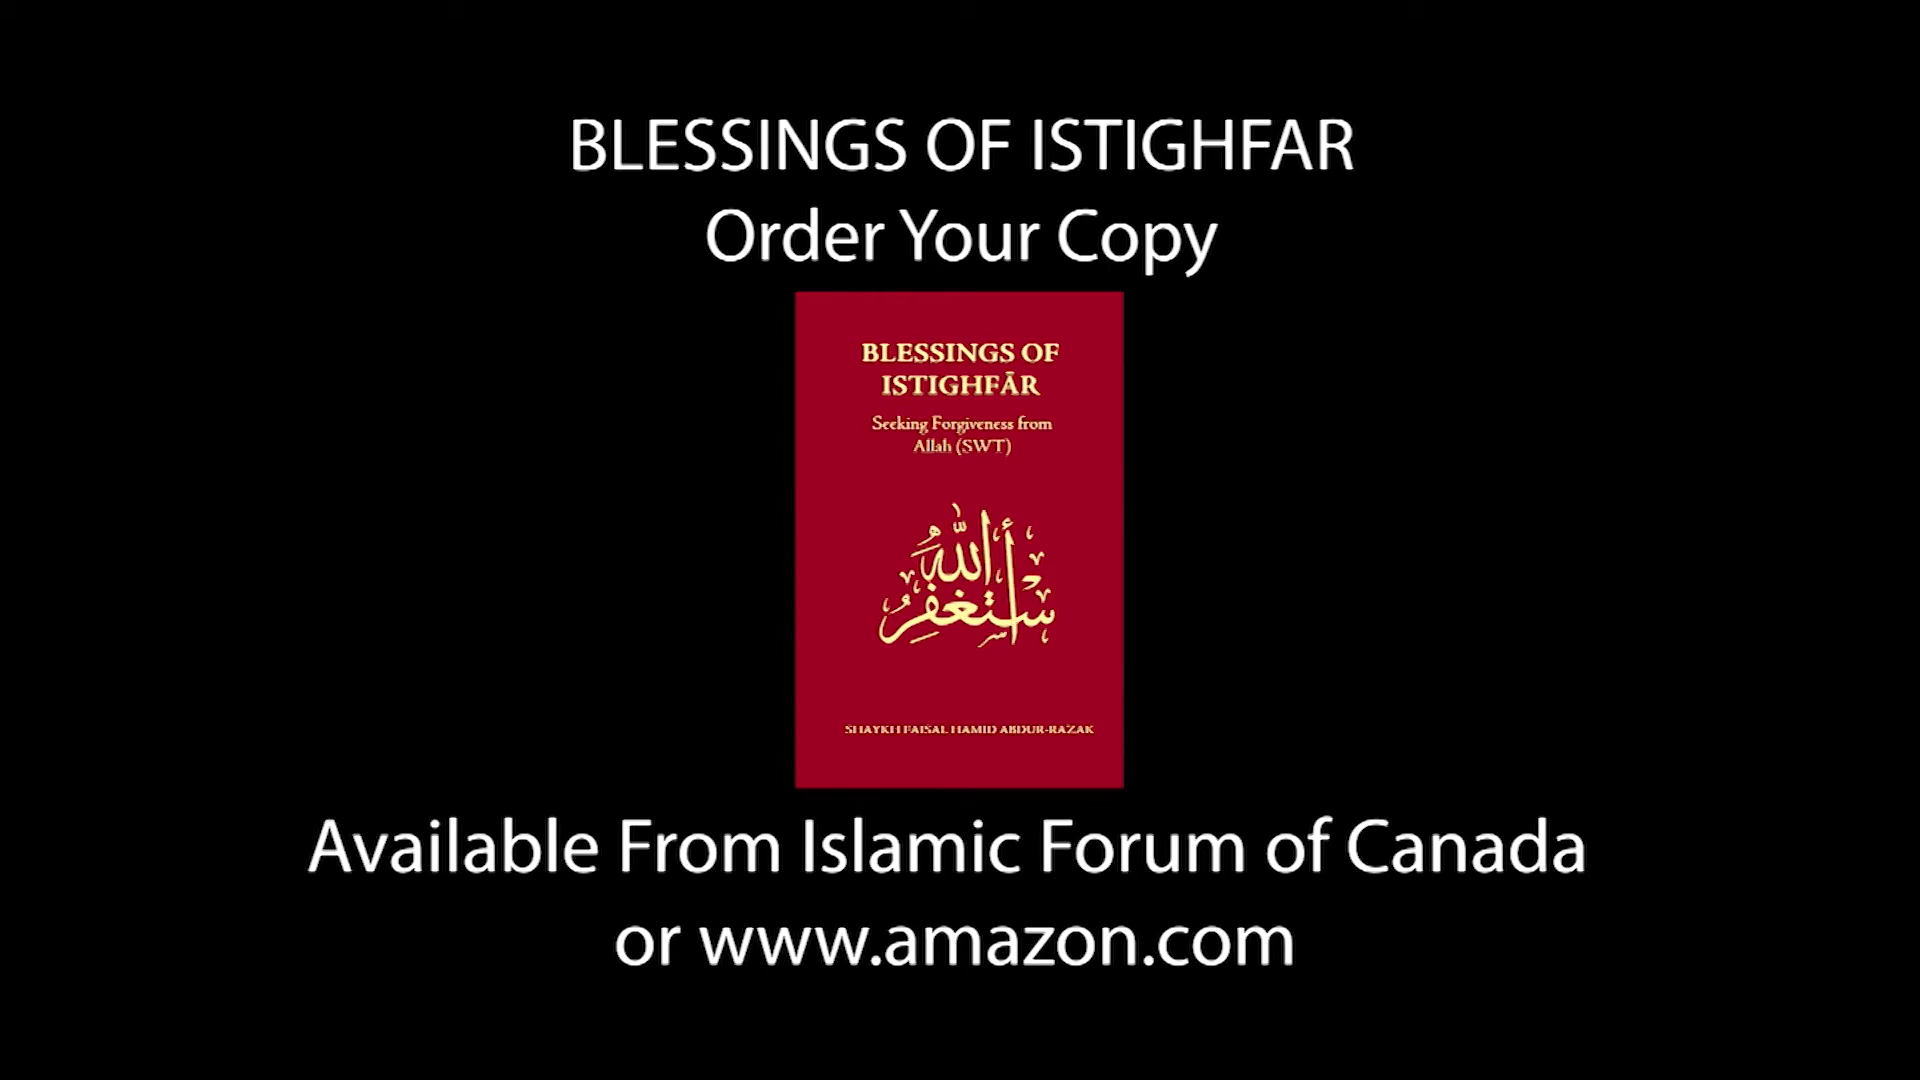 BLESSINGS OF ISTIGHFAR
Order Your Copy
BLESSINGS OF
ISTIGHFĀR
Seeking Forgiveness from
Allah (SWT)
أَسْتَغْفِرُ اللهَ
SHAYKH FAISAL HAMID ABDUR-RAZAK
Available From Islamic Forum of Canada
or www.amazon.com